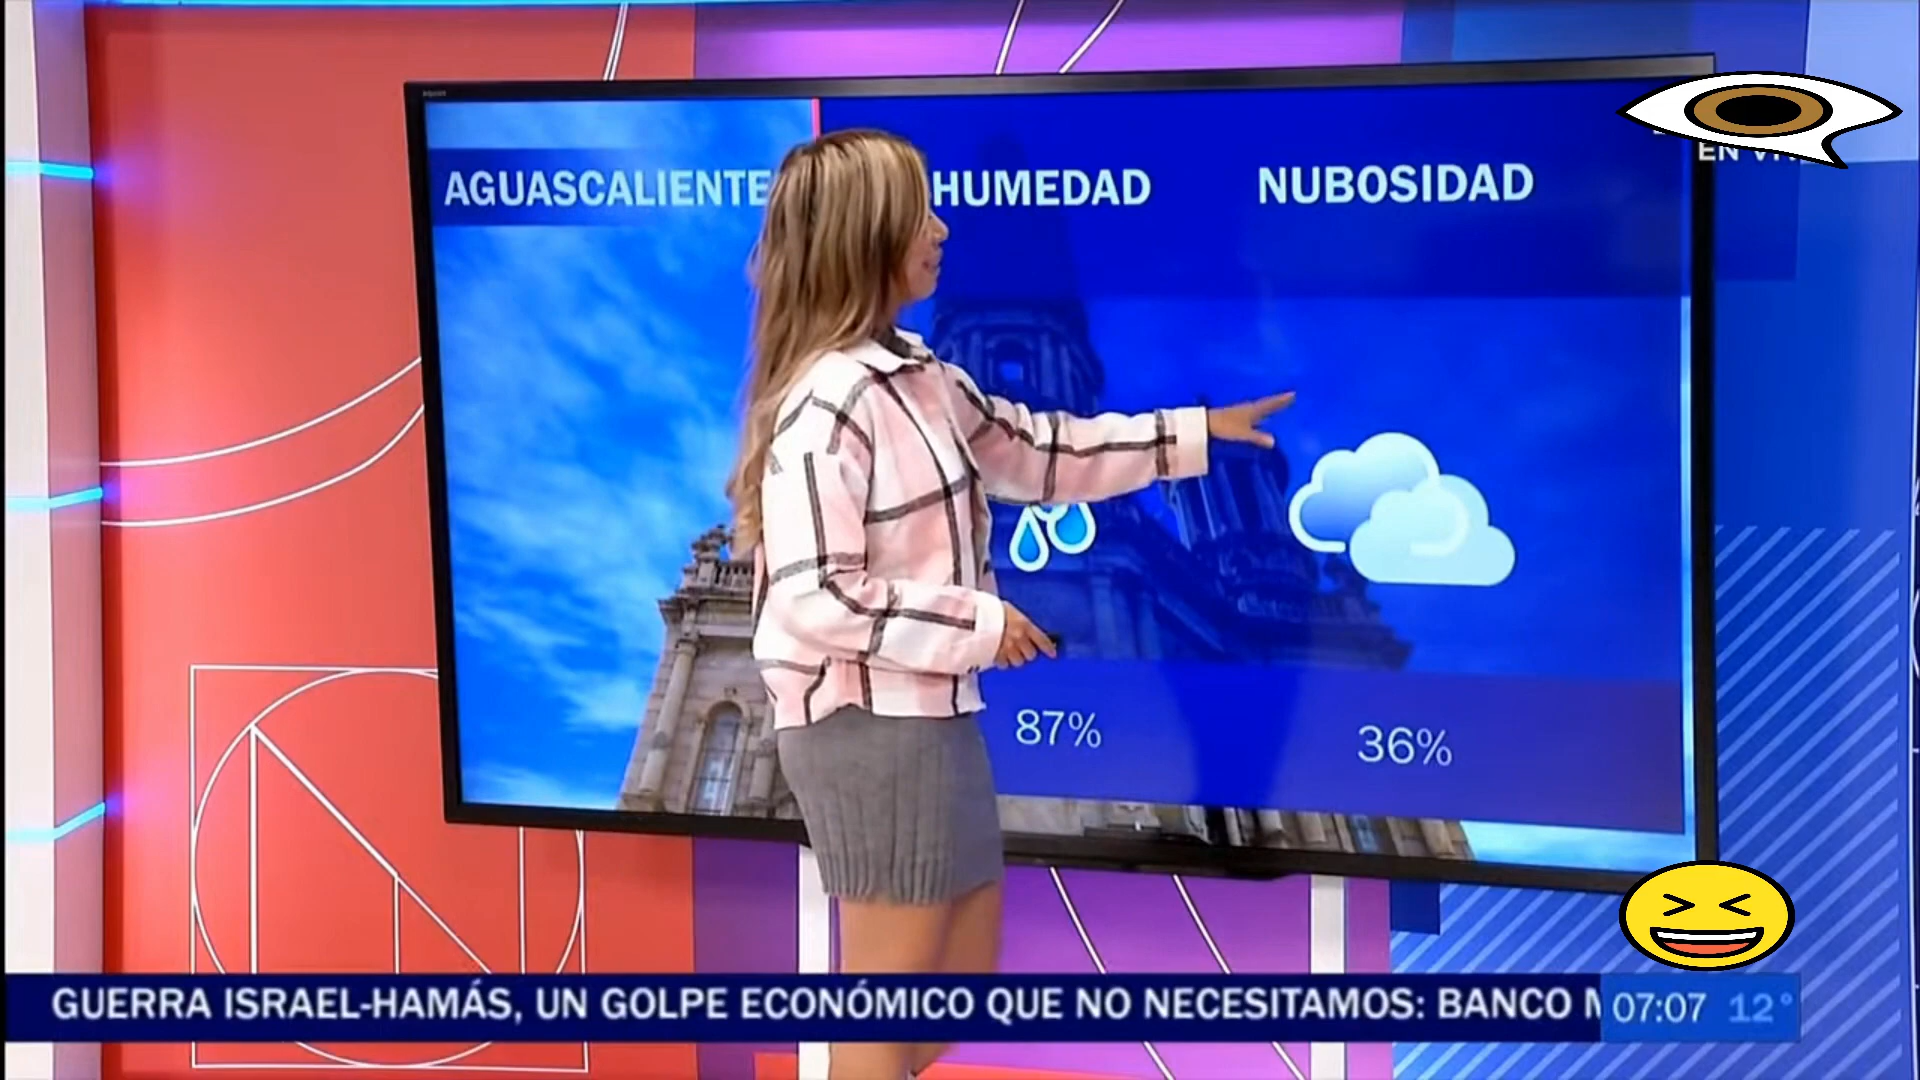 AGUASCALIENTE
HUMEDAD
NUBOSIDAD
EN VI
87%
36%
GUERRA ISRAEL-HAMÁS, UN GOLPE ECONÓMICO QUE NO NECESITAMOS: BANCO
07:07 12°